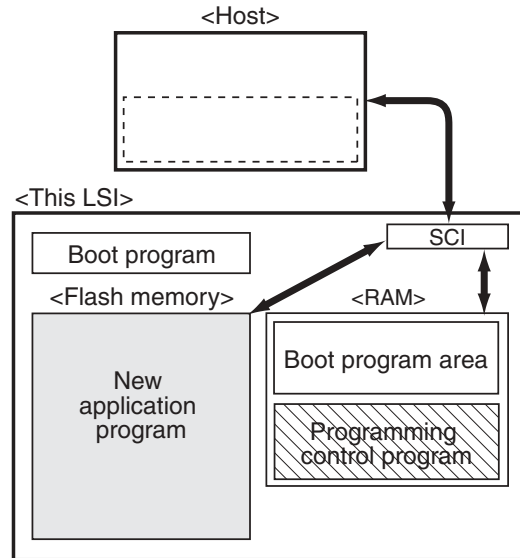 <Host>
<This LSI>
SCI
Boot program
<Flash memory>
<RAM>
New
application
program
Boot program area
Programming
control program